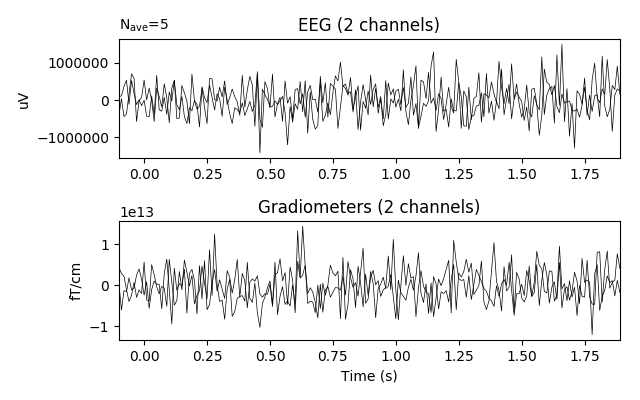 N_ave=5
EEG (2 channels)
1000000
0
−1000000
uV
0.00 0.25 0.50 0.75 1.00 1.25 1.50 1.75
1e13
Gradiometers (2 channels)
1
0
−1
fT/cm
0.00 0.25 0.50 0.75 1.00 1.25 1.50 1.75
Time (s)